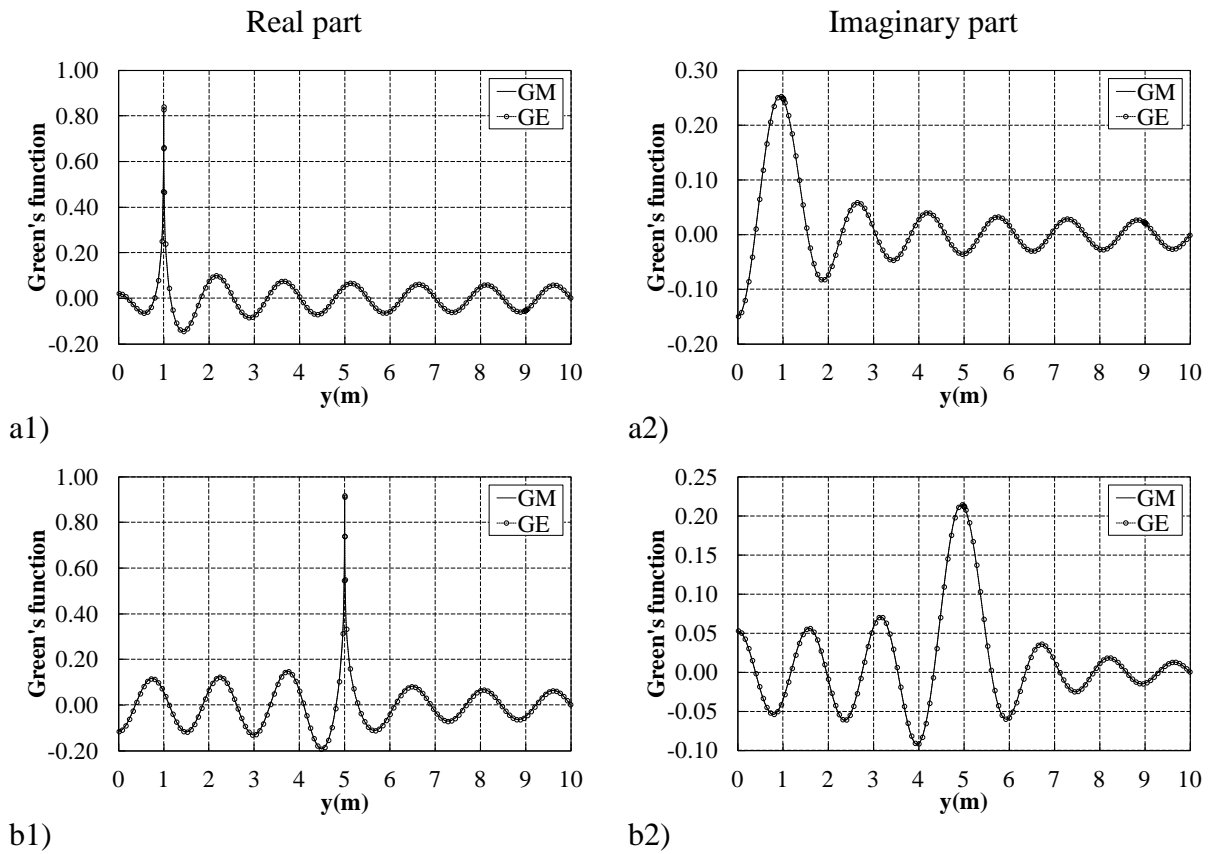 Real part
Imaginary part
1.00
0.80
0.60
0.40
0.20
0.00
-0.20
Green's function
GM
GE
0 1 2 3 4 5 6 7 8 9 10
y(m)
a1)
0.30
0.20
0.10
0.00
-0.10
-0.20
Green's function
GM
GE
0 1 2 3 4 5 6 7 8 9 10
y(m)
a2)
1.00
0.80
0.60
0.40
0.20
0.00
-0.20
Green's function
GM
GE
0 1 2 3 4 5 6 7 8 9 10
y(m)
b1)
0.25
0.20
0.15
0.10
0.05
0.00
-0.05
-0.10
Green's function
GM
GE
0 1 2 3 4 5 6 7 8 9 10
y(m)
b2)